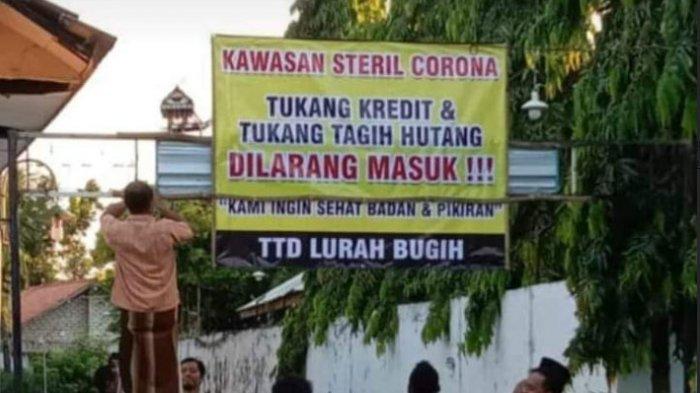 KAWASAN STERIL CORONA
TUKANG KREDIT &
TUKANG TAGIH HUTANG
DILARANG MASUK !!!
"KAMI INGIN SEHAT BADAN & PIKIRAN"
TTD LURAH BUGIH